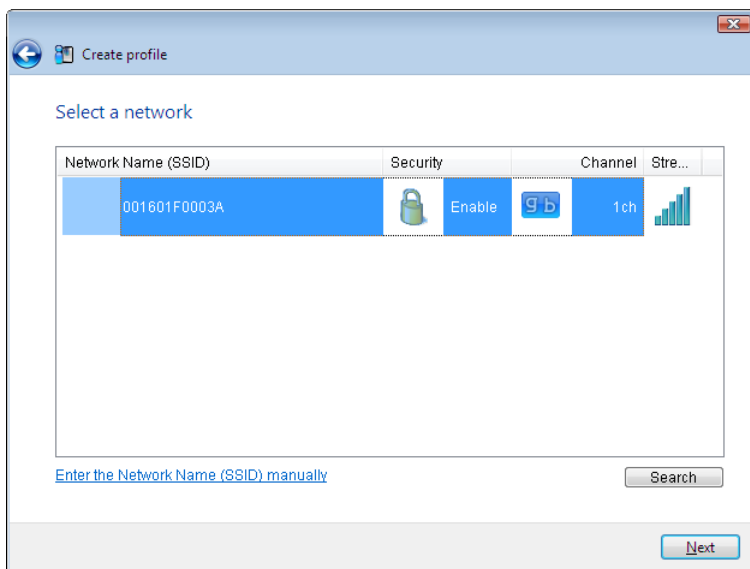 Create profile
Select a network
Network Name (SSID) Security Channel Stre...
001601F0003A Enable g b 1ch
Enter the Network Name (SSID) manually Search
Next